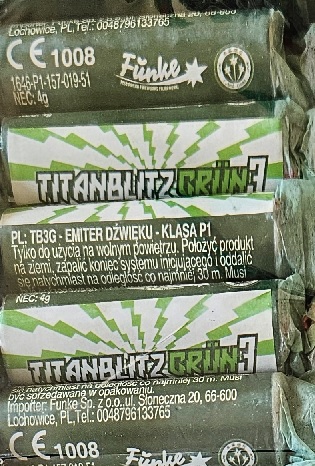 Lochowice, PL,Tel.: 0048796133765
CE 1008
Funke
1646-P1-157-019-51
NEC: 4g
TITANBLITZ GRÜN 3
PL: TB3G - EMITER DŹWIĘKU - KLASA P1.
Tylko do użycia na wolnym powietrzu. Położyć produkt
na ziemi, zapalić koniec systemu inicjującego i oddalić
się natychmiast na odległość co najmniej 30 m. Musi
NEC: 4g
TITANBLITZ GRÜN 3
się natychmiast na odległość co najmniej 30 m. Musi
być sprzedawane w opakowaniu.
Importer: Funke Sp. z o.o.,ul. Słoneczna 20, 66-600
Lochowice, PL,Tel.: 0048796133765
CE 1008
Funke